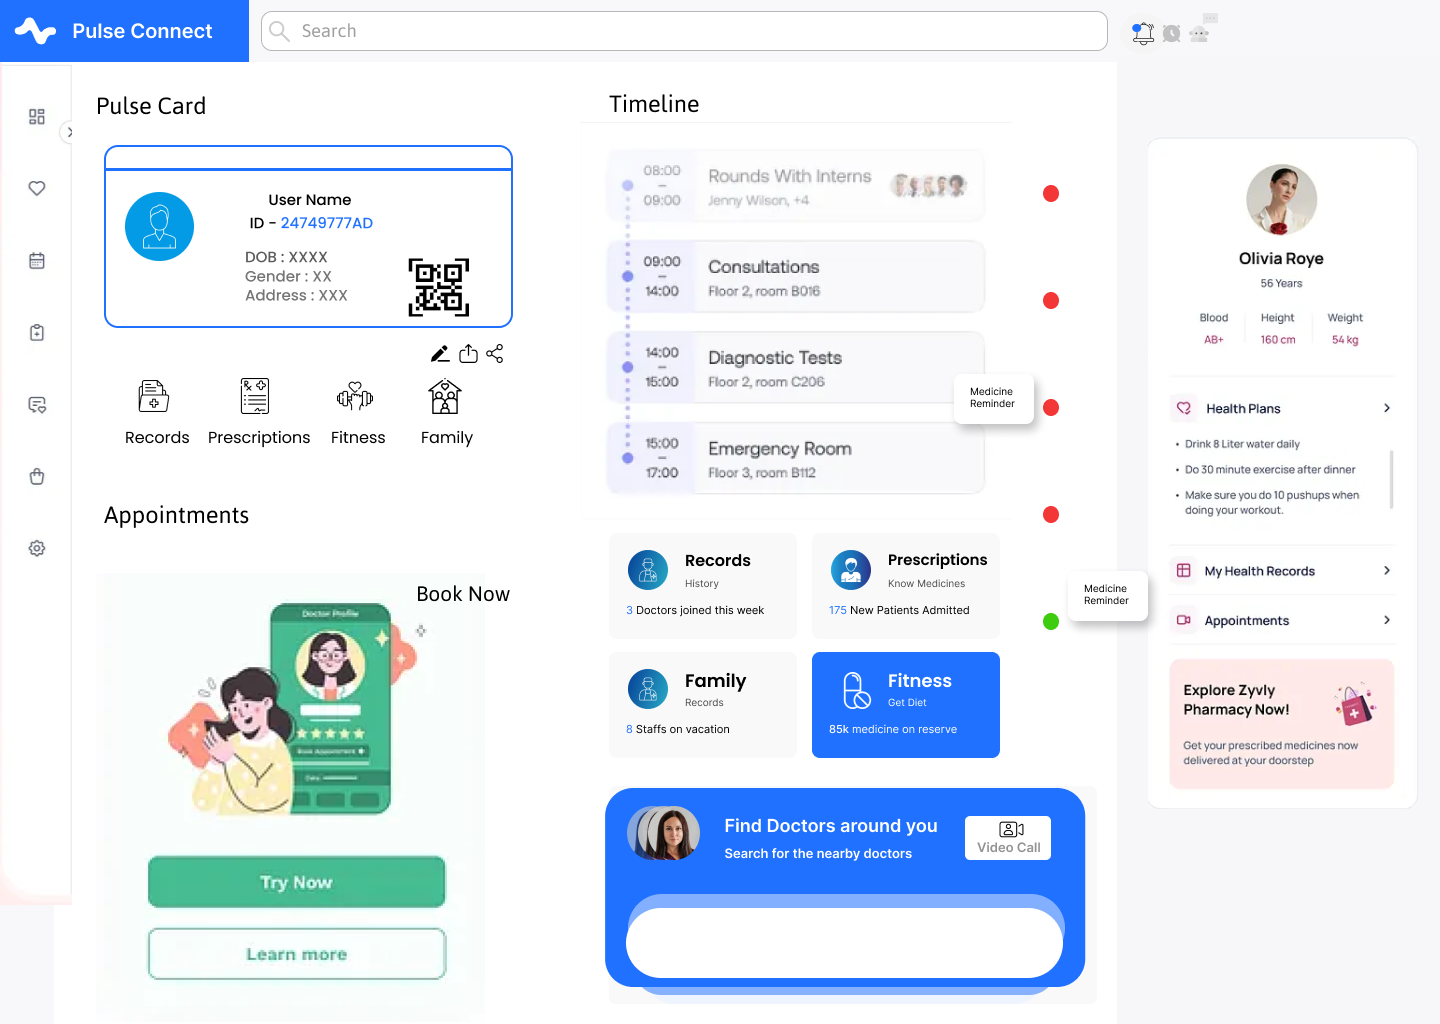 Pulse Connect
Search
Pulse Card
User Name
ID - 24749777AD
DOB : XXXX
Gender : XX
Address : XXX
Records
Prescriptions
Fitness
Family
Appointments
Book Now
Doctor Profile
Book Appointment
Try Now
Learn more
Timeline
08:00
–
09:00
Rounds With Interns
Jenny Wilson, +4
09:00
–
14:00
Consultations
Floor 2, room B016
14:00
–
15:00
Diagnostic Tests
Floor 2, room C206
Medicine
Reminder
15:00
–
17:00
Emergency Room
Floor 3, room B112
Records
History
3 Doctors joined this week
Prescriptions
Know Medicines
175 New Patients Admitted
Family
Records
8 Staffs on vacation
Fitness
Get Diet
85k medicine on reserve
Medicine
Reminder
Find Doctors around you
Search for the nearby doctors
Video Call
Olivia Roye
56 Years
Blood
AB+
Height
160 cm
Weight
54 kg
Health Plans
• Drink 8 Liter water daily
• Do 30 minute exercise after dinner
• Make sure you do 10 pushups when
doing your workout.
My Health Records
Appointments
Explore Zyvly
Pharmacy Now!
Get your prescribed medicines now
delivered at your doorstep